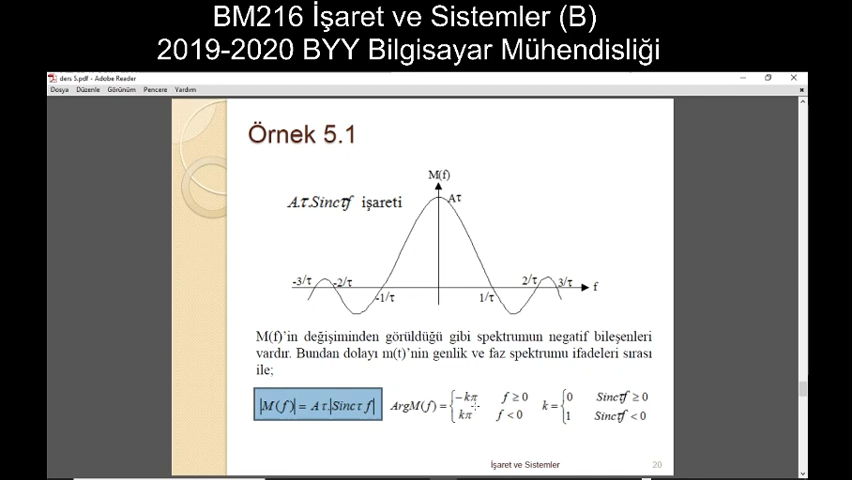 BM216 İşaret ve Sistemler (B)
2019-2020 BYY Bilgisayar Mühendisliği
ders 5.pdf - Adobe Reader
Dosya Düzenle Görünüm Pencere Yardım
Örnek 5.1
M(f)
A.τ.Sincτf işareti
Aτ
-3/τ -2/τ -1/τ 1/τ 2/τ 3/τ f
M(f)'in değişiminden görüldüğü gibi spektrumun negatif bileşenleri
vardır. Bundan dolayı m(t)'nin genlik ve faz spektrumu ifadeleri sırası
ile;
|M(f)| = Aτ.|Sincτ f| ArgM(f) = { -kπ f ≥ 0 k = { 0 Sincτf ≥ 0
kπ f < 0 1 Sincτf < 0
İşaret ve Sistemler 20